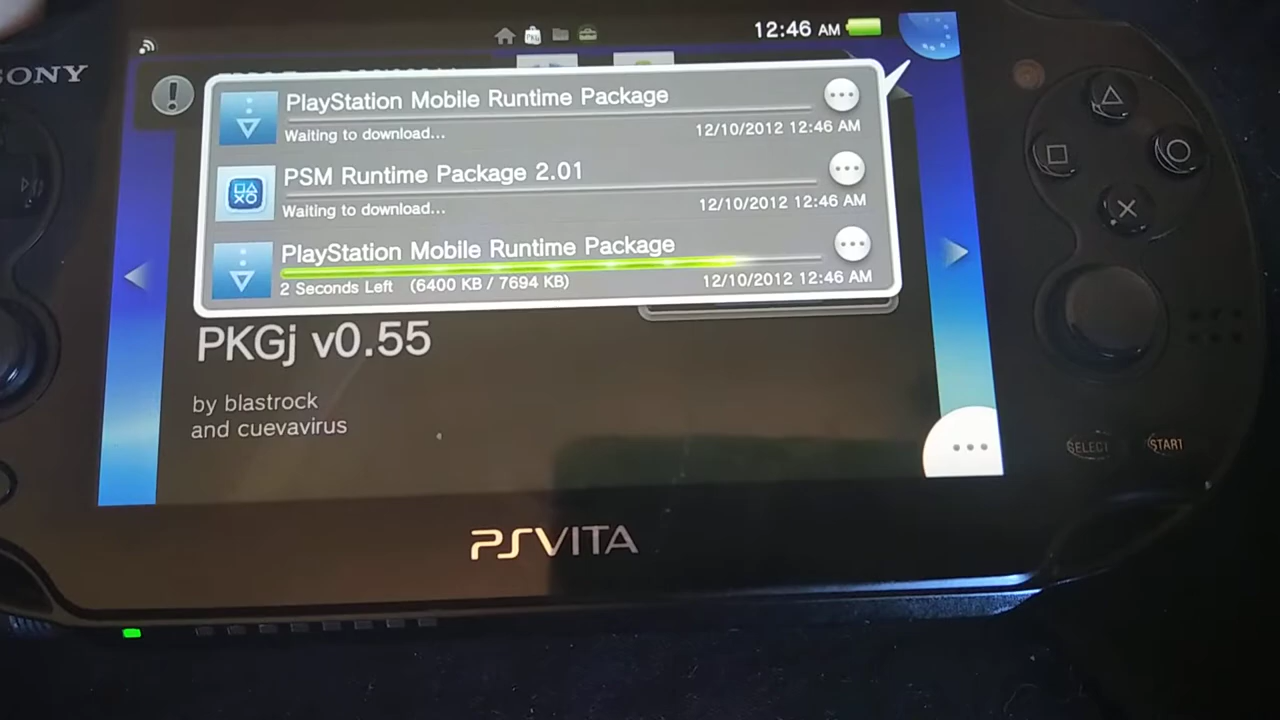 12:46 AM
SONY
PlayStation Mobile Runtime Package
Waiting to download...
12/10/2012 12:46 AM
PSM Runtime Package 2.01
Waiting to download...
12/10/2012 12:46 AM
PlayStation Mobile Runtime Package
2 Seconds Left (6400 KB / 7694 KB)
12/10/2012 12:46 AM
PKGj v0.55
by blastrock
and cuevavirus
SELECT
START
PSVITA